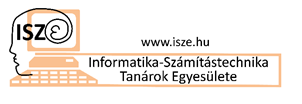 ISZE
www.isze.hu
Informatika-Számítástechnika
Tanárok Egyesülete